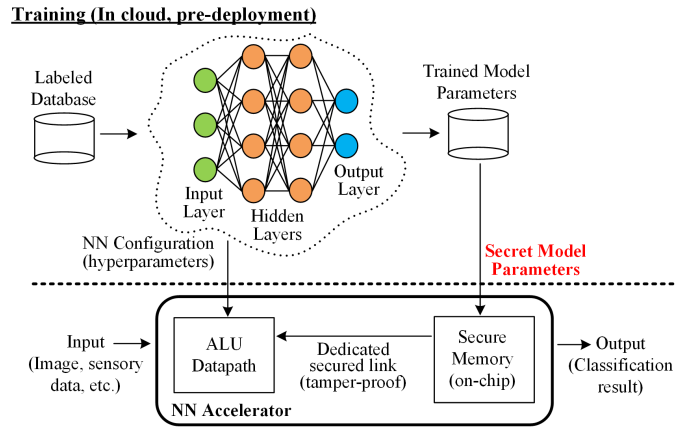 Training (In cloud, pre-deployment)
Labeled
Database
Trained Model
Parameters
Input
Layer
Hidden
Layers
Output
Layer
NN Configuration
(hyperparameters)
Secret Model
Parameters
Input
(Image, sensory
data, etc.)
ALU
Datapath
Dedicated
secured link
(tamper-proof)
Secure
Memory
(on-chip)
Output
(Classification
result)
NN Accelerator